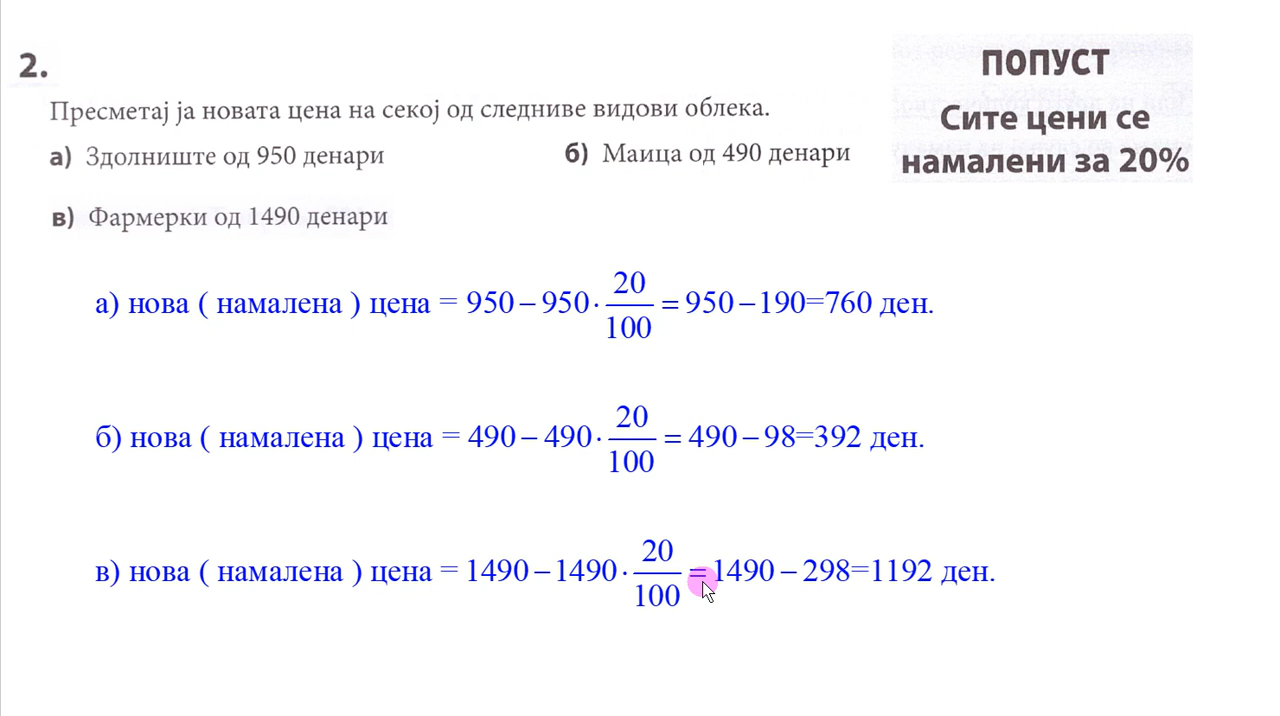 2.
Пресметај ја новата цена на секој од следниве видови облека.
а) Здолниште од 950 денари
б) Маица од 490 денари
в) Фармерки од 1490 денари
ПОПУСТ
Сите цени се
намалени за 20%
а) нова ( намалена ) цена = 950 − 950 · 20/100 = 950 − 190=760 ден.
б) нова ( намалена ) цена = 490 − 490 · 20/100 = 490 − 98=392 ден.
в) нова ( намалена ) цена = 1490 − 1490 · 20/100 = 1490 − 298=1192 ден.